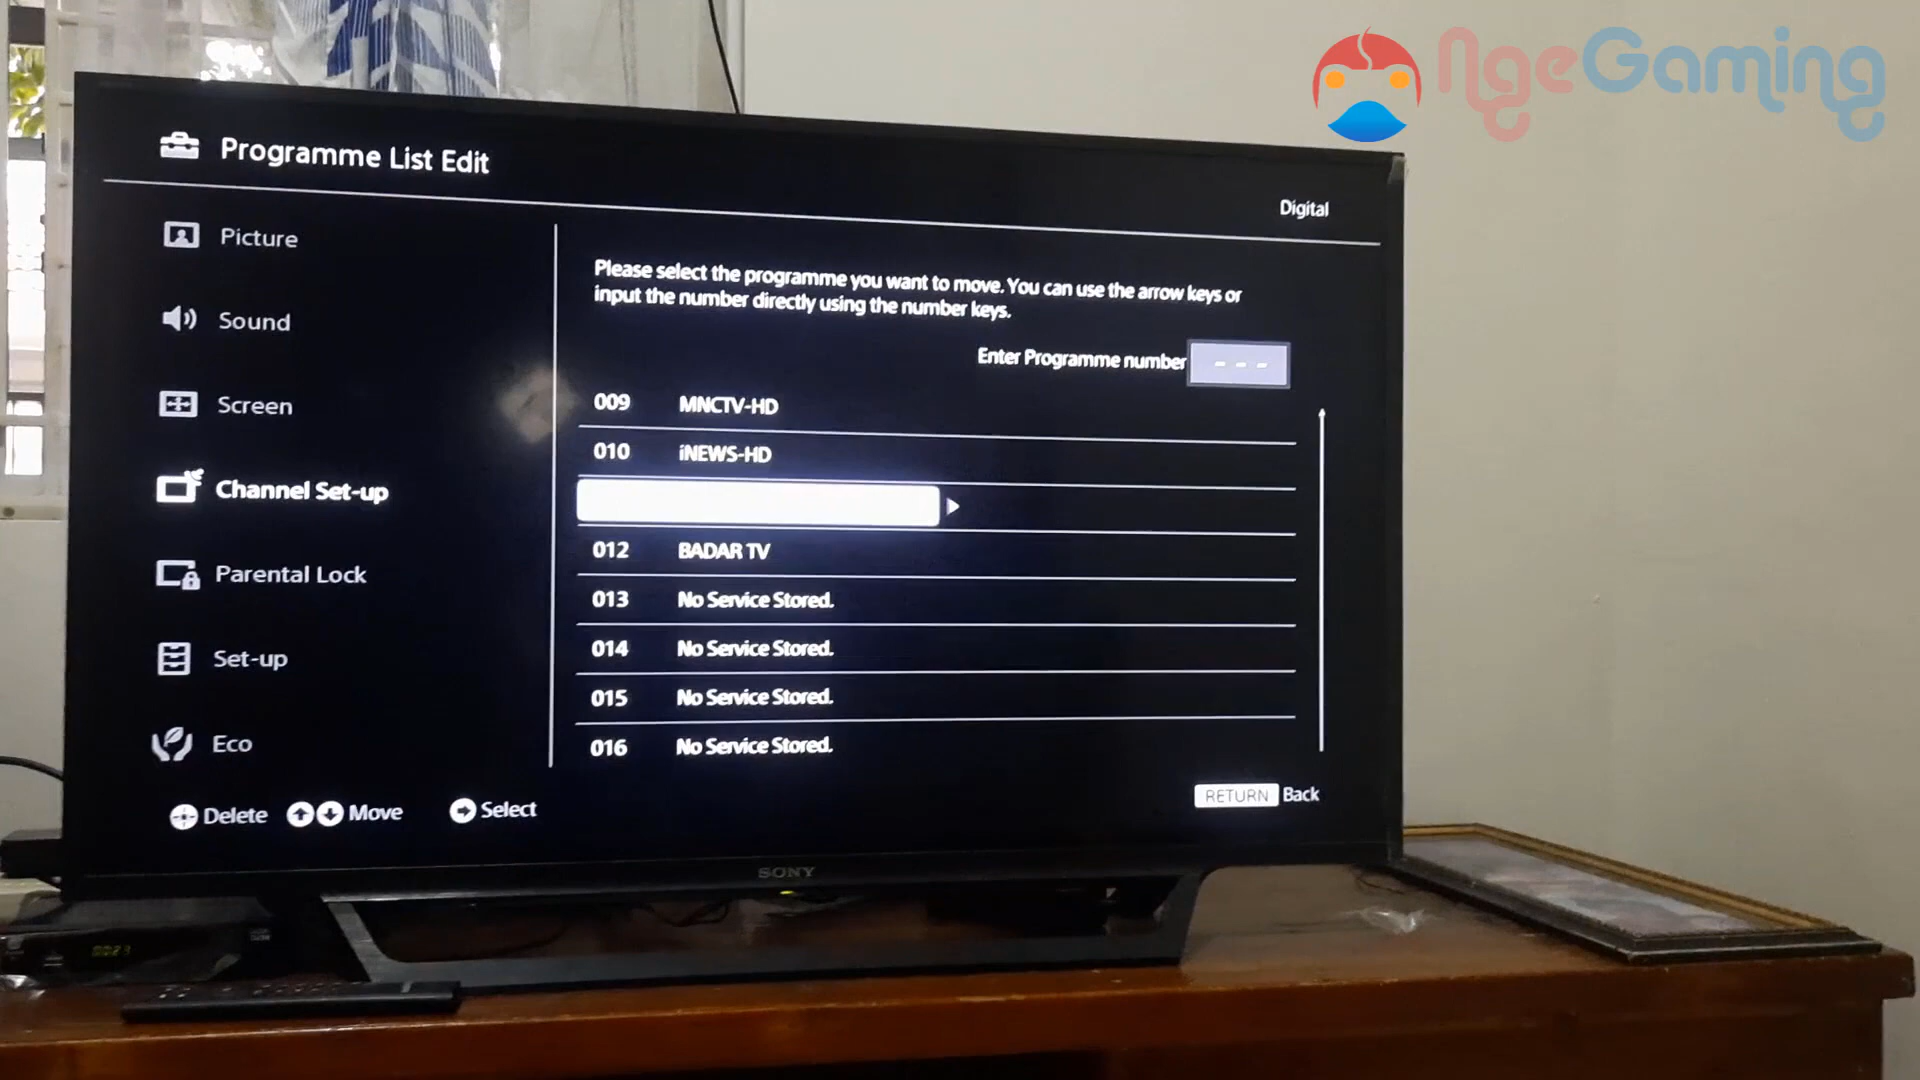 NgeGaming
Programme List Edit
Digital
Picture
Sound
Screen
Channel Set-up
Parental Lock
Set-up
Eco
Please select the programme you want to move. You can use the arrow keys or
input the number directly using the number keys.
Enter Programme number - - -
009 MNCTV-HD
010 iNEWS-HD
012 BADAR TV
013 No Service Stored.
014 No Service Stored.
015 No Service Stored.
016 No Service Stored.
Delete Move Select
RETURN Back
SONY